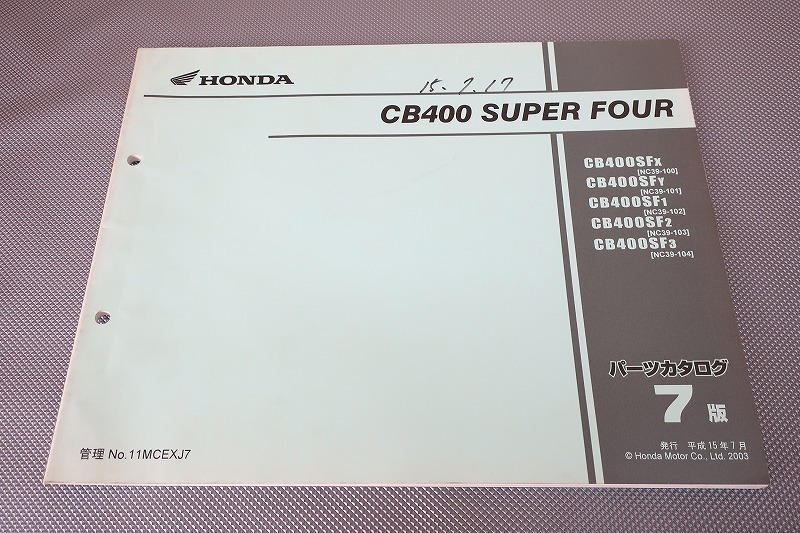 HONDA
15.7.17
CB400 SUPER FOUR
CB400SFX
[NC39-100]
CB400SFY
[NC39-101]
CB400SF1
[NC39-102]
CB400SF2
[NC39-103]
CB400SF3
[NC39-104]
パーツカタログ
7版
発行 平成15年7月
© Honda Motor Co., Ltd. 2003
管理 No.11MCEXJ7